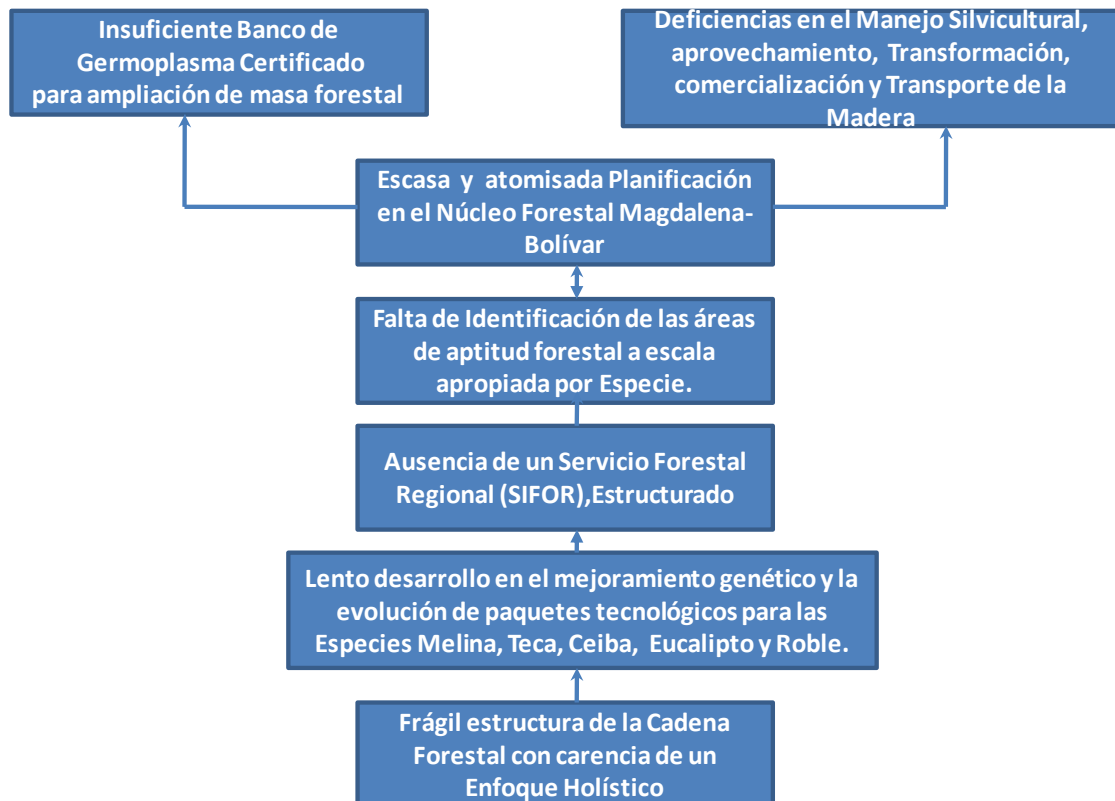 Insuficiente Banco de
Germoplasma Certificado
para ampliación de masa forestal
Deficiencias en el Manejo Silvicultural,
aprovechamiento, Transformación,
comercialización y Transporte de la
Madera
Escasa y atomisada Planificación
en el Núcleo Forestal Magdalena-
Bolívar
Falta de Identificación de las áreas
de aptitud forestal a escala
apropiada por Especie.
Ausencia de un Servicio Forestal
Regional (SIFOR),Estructurado
Lento desarrollo en el mejoramiento genético y la
evolución de paquetes tecnológicos para las
Especies Melina, Teca, Ceiba, Eucalipto y Roble.
Frágil estructura de la Cadena
Forestal con carencia de un
Enfoque Holístico